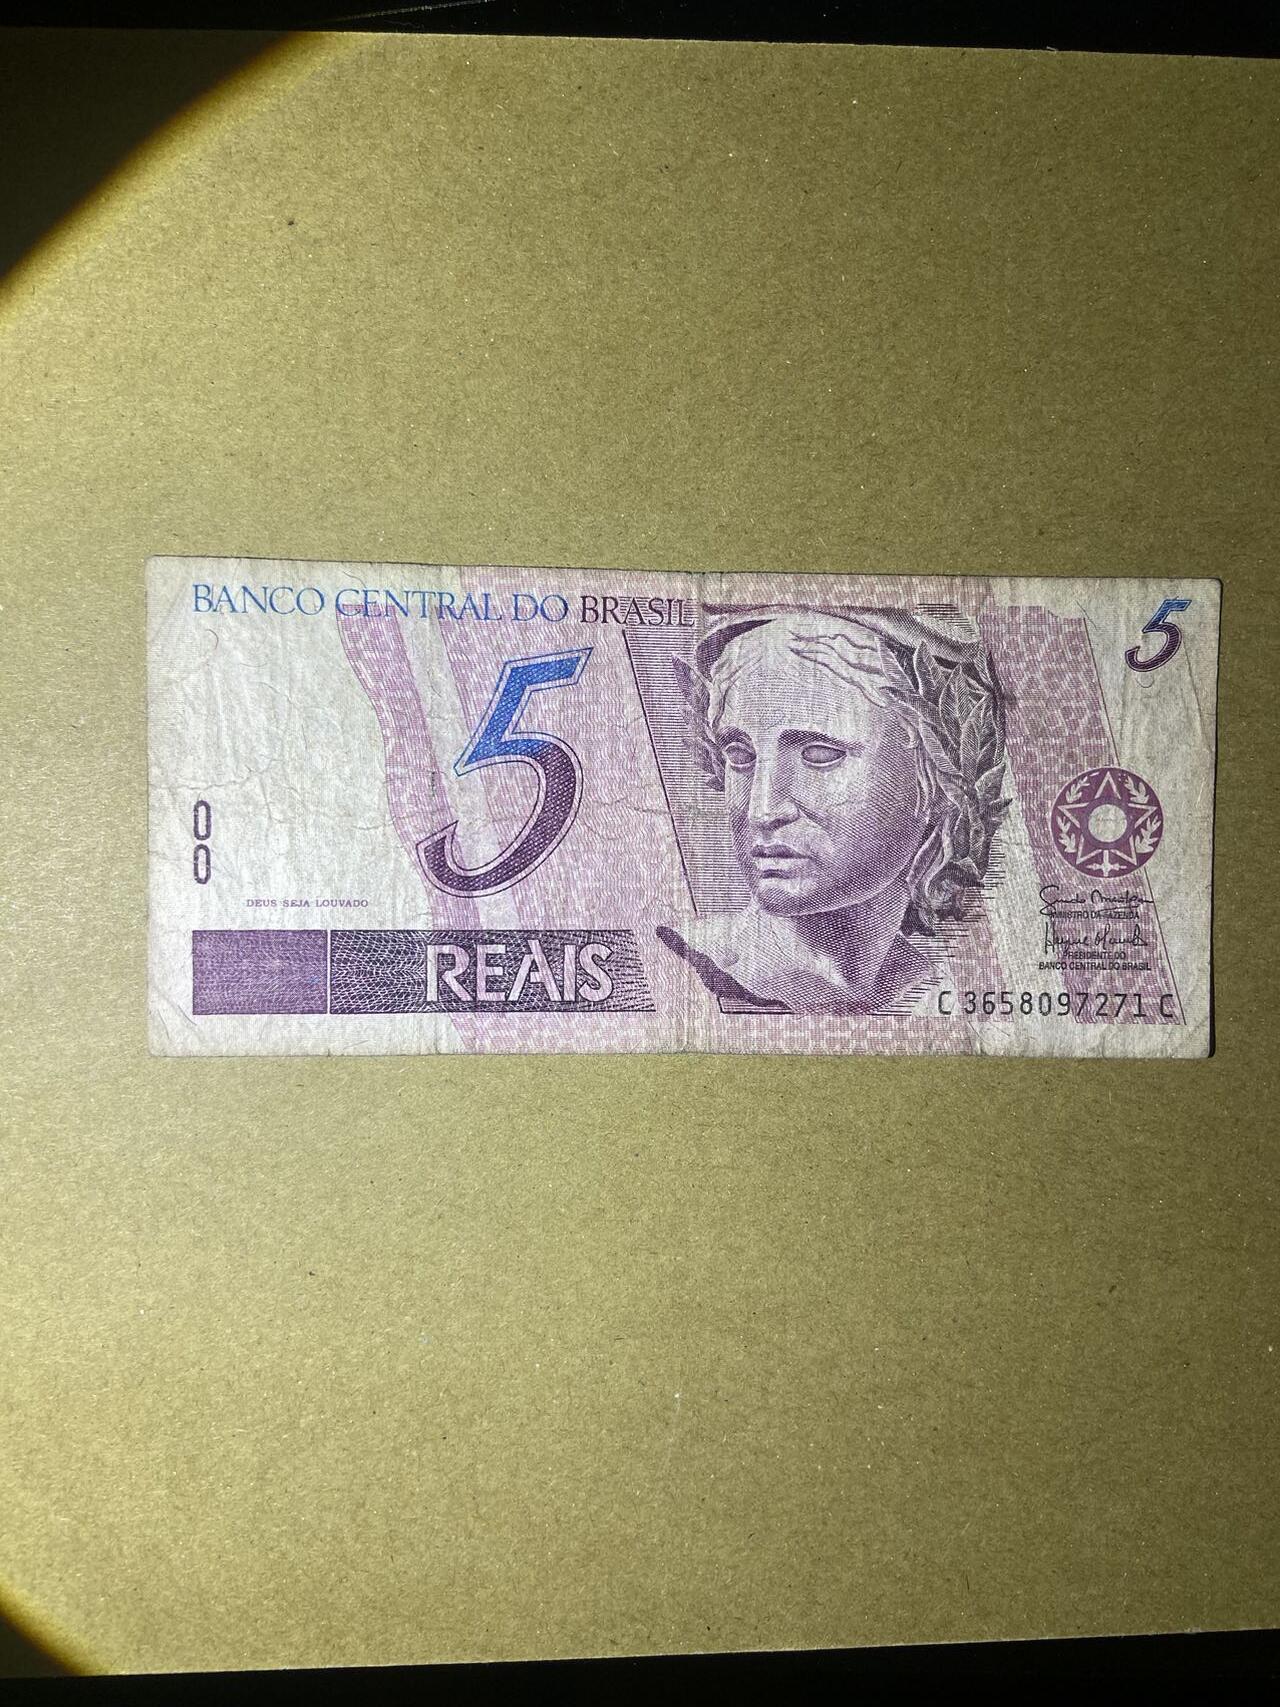 BANCO CENTRAL DO BRASIL
5
5
DEUS SEJA LOUVADO
REAIS
MINISTRO DA FAZENDA
PRESIDENTE DO
BANCO CENTRAL DO BRASIL
C 3658097271 C